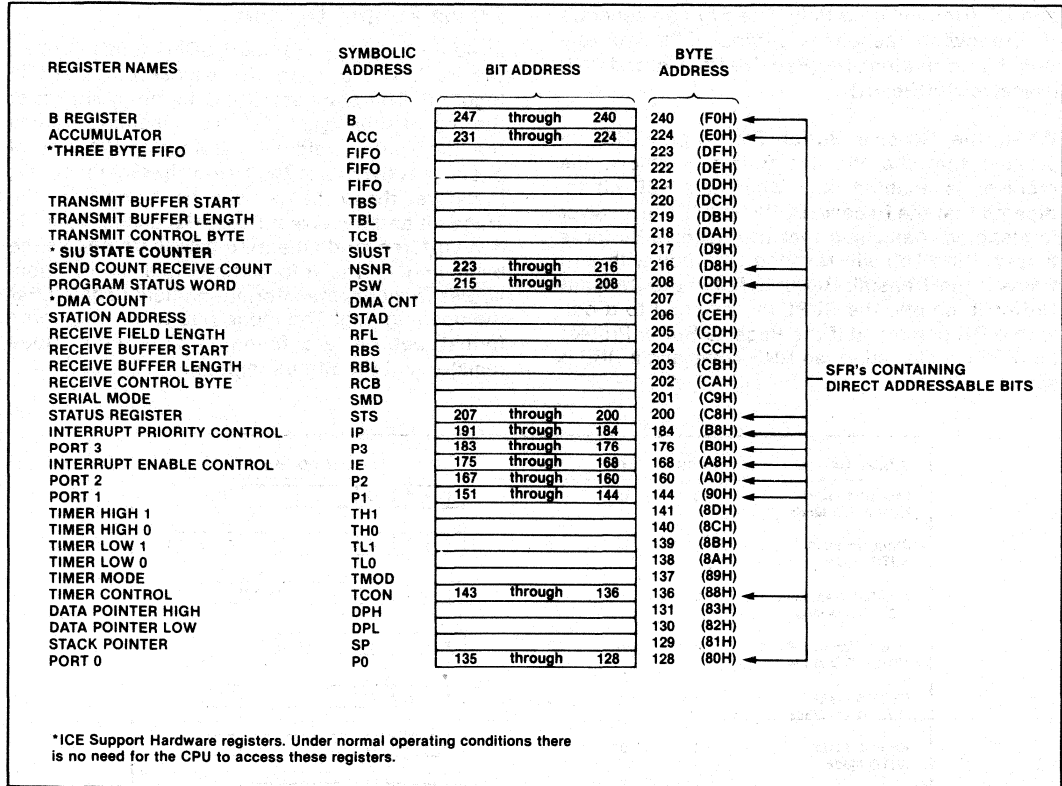 REGISTER NAMES SYMBOLIC ADDRESS BIT ADDRESS BYTE ADDRESS
B REGISTER B 247 through 240 240 (F0H)
ACCUMULATOR ACC 231 through 224 224 (E0H)
*THREE BYTE FIFO FIFO 223 (DFH)
FIFO 222 (DEH)
FIFO 221 (DDH)
TRANSMIT BUFFER START TBS 220 (DCH)
TRANSMIT BUFFER LENGTH TBL 219 (DBH)
TRANSMIT CONTROL BYTE TCB 218 (DAH)
* SIU STATE COUNTER SIUST 217 (D9H)
SEND COUNT RECEIVE COUNT NSNR 223 through 216 216 (D8H)
PROGRAM STATUS WORD PSW 215 through 208 208 (D0H)
*DMA COUNT DMA CNT 207 (CFH)
STATION ADDRESS STAD 206 (CEH)
RECEIVE FIELD LENGTH RFL 205 (CDH)
RECEIVE BUFFER START RBS 204 (CCH)
RECEIVE BUFFER LENGTH RBL 203 (CBH)
RECEIVE CONTROL BYTE RCB 202 (CAH)
SERIAL MODE SMD 201 (C9H)
STATUS REGISTER STS 207 through 200 200 (C8H)
INTERRUPT PRIORITY CONTROL IP 191 through 184 184 (B8H)
PORT 3 P3 183 through 176 176 (B0H)
INTERRUPT ENABLE CONTROL IE 175 through 168 168 (A8H)
PORT 2 P2 167 through 160 160 (A0H)
PORT 1 P1 151 through 144 144 (90H)
TIMER HIGH 1 TH1 141 (8DH)
TIMER HIGH 0 TH0 140 (8CH)
TIMER LOW 1 TL1 139 (8BH)
TIMER LOW 0 TL0 138 (8AH)
TIMER MODE TMOD 137 (89H)
TIMER CONTROL TCON 143 through 136 136 (88H)
DATA POINTER HIGH DPH 131 (83H)
DATA POINTER LOW DPL 130 (82H)
STACK POINTER SP 129 (81H)
PORT 0 P0 135 through 128 128 (80H)
SFR's CONTAINING
DIRECT ADDRESSABLE BITS
*ICE Support Hardware registers. Under normal operating conditions there
is no need for the CPU to access these registers.